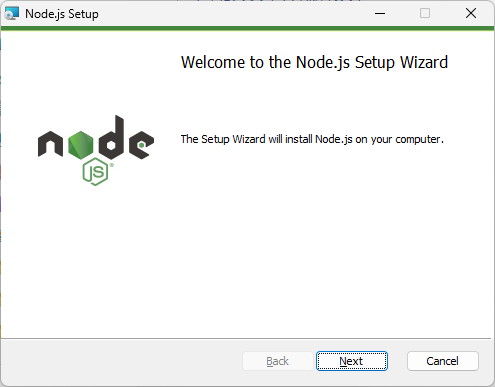 Node.js Setup
Welcome to the Node.js Setup Wizard
The Setup Wizard will install Node.js on your computer.
node
JS®
Back
Next
Cancel